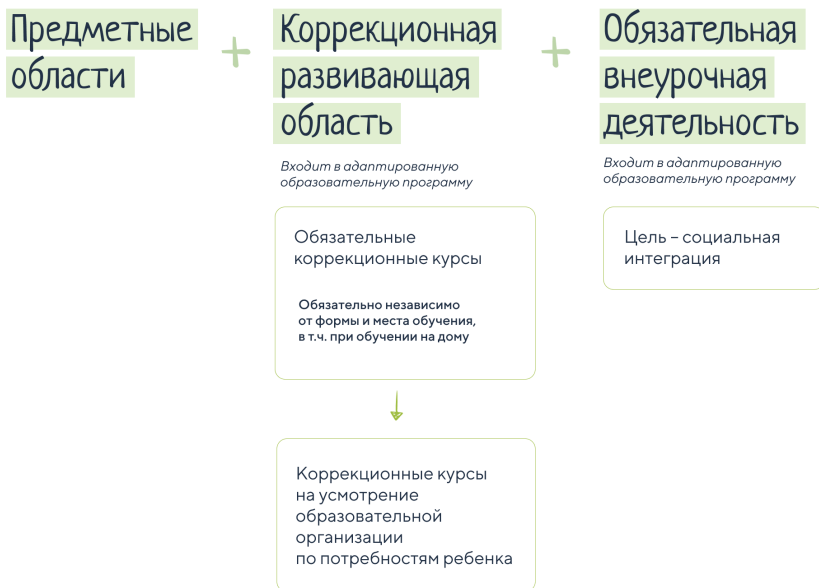 Предметные
области
+
Коррекционная
развивающая
область
Входит в адаптированную
образовательную программу
Обязательные
коррекционные курсы
Обязательно независимо
от формы и места обучения,
в т.ч. при обучении на дому
Коррекционные курсы
на усмотрение
образовательной
организации
по потребностям ребенка
+
Обязательная
внеурочная
деятельность
Входит в адаптированную
образовательную программу
Цель – социальная
интеграция